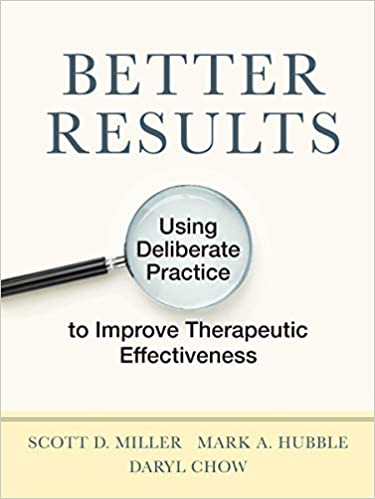 BETTER
RESULTS
Using
Deliberate
Practice
to Improve Therapeutic
Effectiveness
SCOTT D. MILLER MARK A. HUBBLE
DARYL CHOW